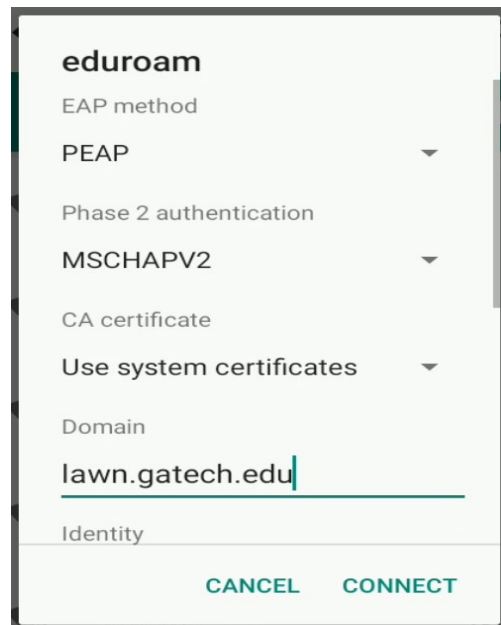 eduroam
EAP method
PEAP
Phase 2 authentication
MSCHAPV2
CA certificate
Use system certificates
Domain
lawn.gatech.edu
Identity
CANCEL CONNECT